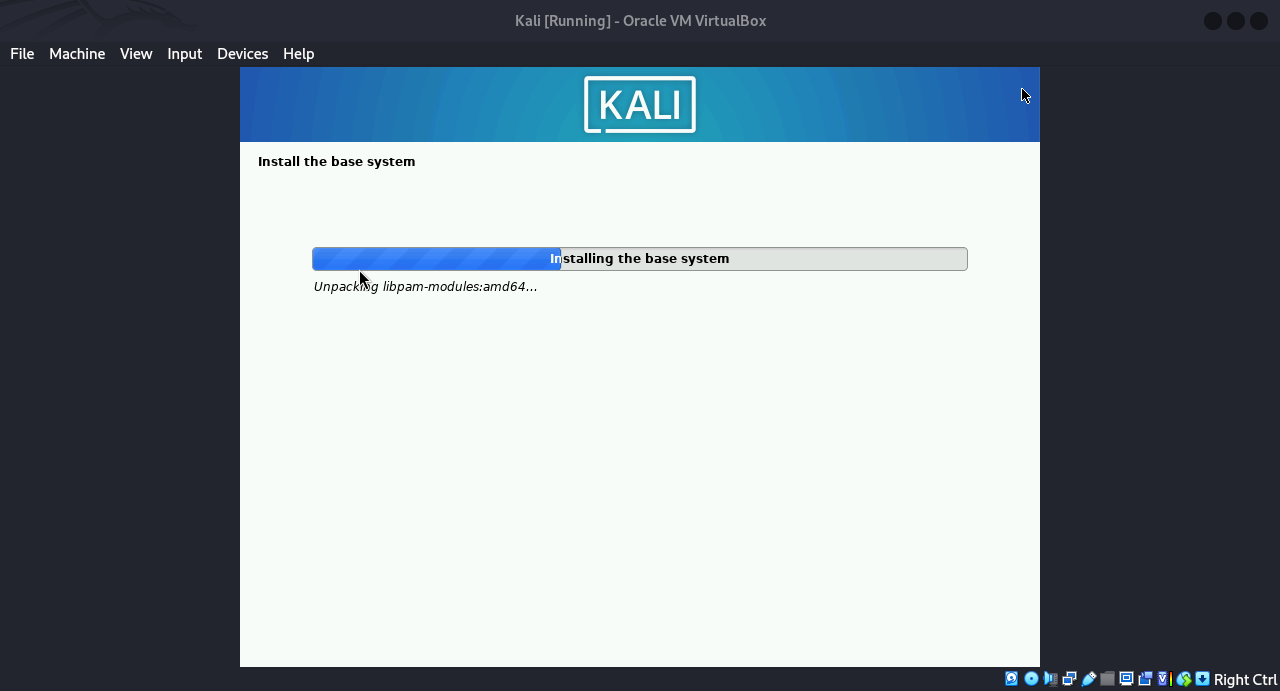 Kali [Running] - Oracle VM VirtualBox
File Machine View Input Devices Help
KALI
Install the base system
Installing the base system
Unpacking libpam-modules:amd64...
Right Ctrl